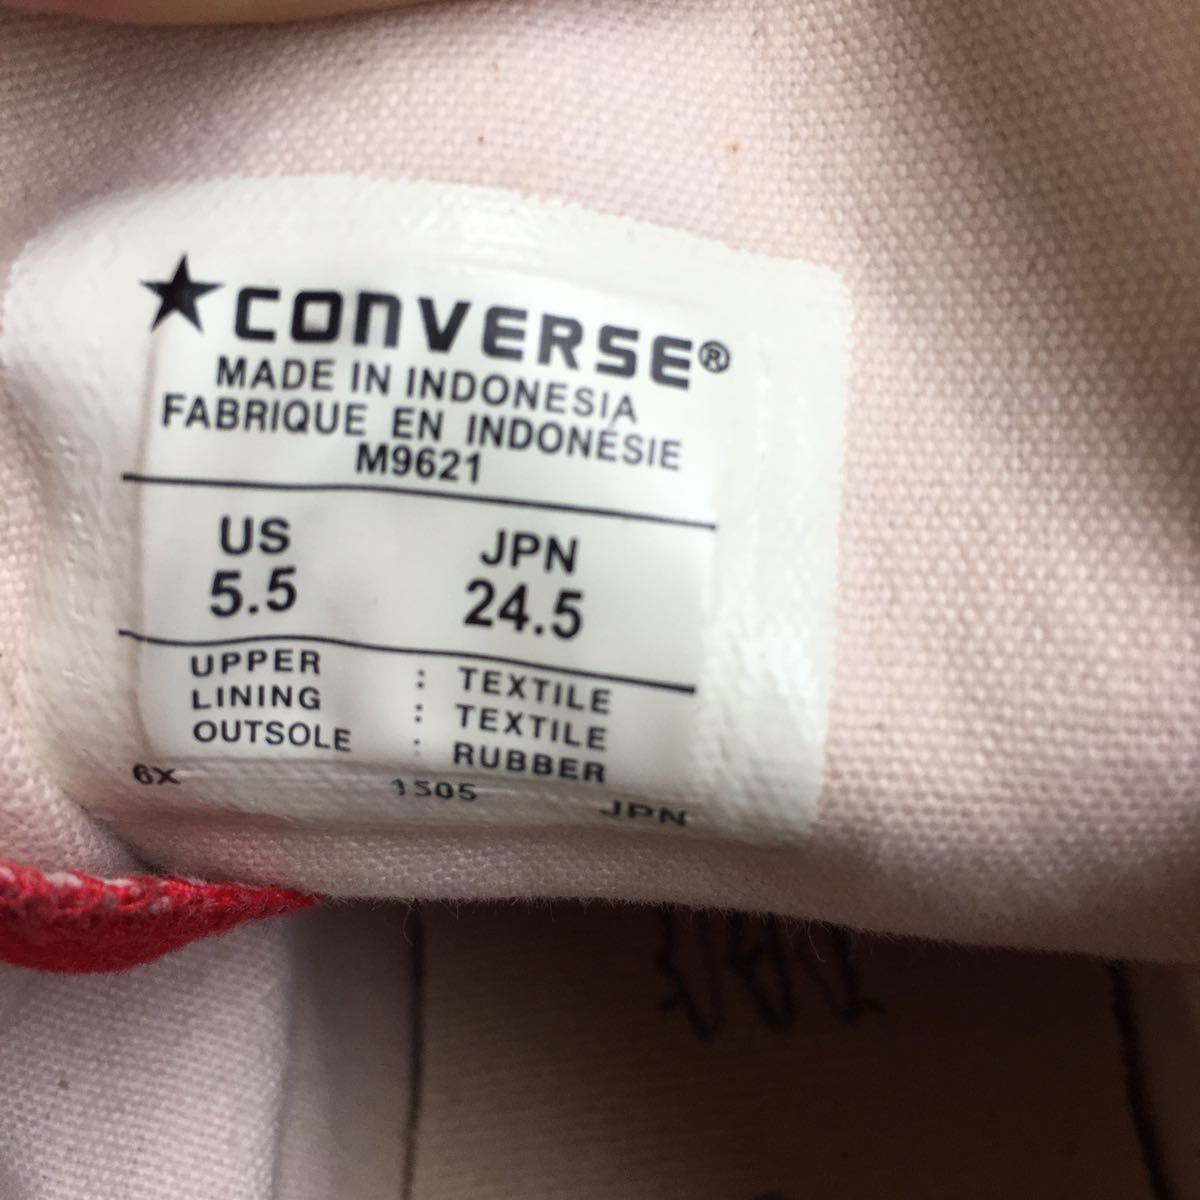 ★CONVERSE®
MADE IN INDONESIA
FABRIQUE EN INDONÉSIE
M9621
US JPN
5.5 24.5
UPPER : TEXTILE
LINING : TEXTILE
OUTSOLE : RUBBER
6X 1505 JPN